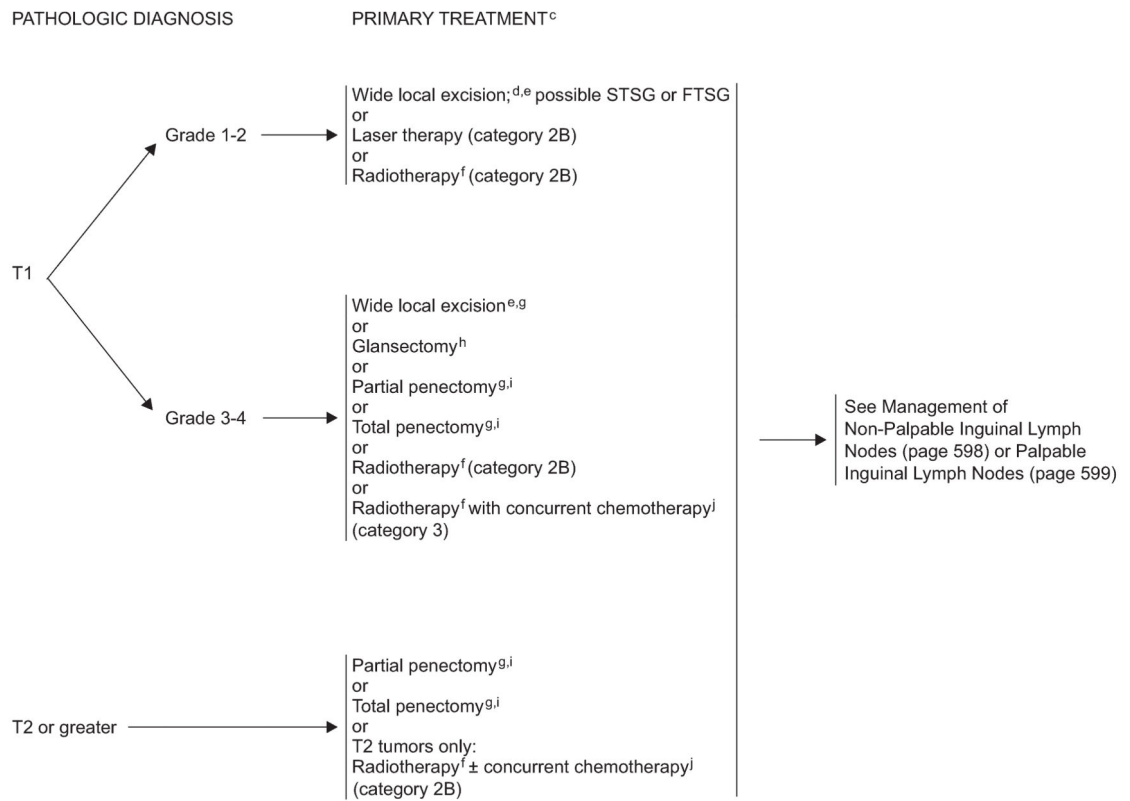 PATHOLOGIC DIAGNOSIS
PRIMARY TREATMENTᶜ
T1
Grade 1-2
Wide local excision;ᵈ,ᵉ possible STSG or FTSG
or
Laser therapy (category 2B)
or
Radiotherapyᶠ (category 2B)
Grade 3-4
Wide local excisionᵉ,ᵍ
or
Glansectomyʰ
or
Partial penectomyᵍ,ⁱ
or
Total penectomyᵍ,ⁱ
or
Radiotherapyᶠ (category 2B)
or
Radiotherapyᶠ with concurrent chemotherapyʲ
(category 3)
T2 or greater
Partial penectomyᵍ,ⁱ
or
Total penectomyᵍ,ⁱ
or
T2 tumors only:
Radiotherapyᶠ ± concurrent chemotherapyʲ
(category 2B)
See Management of
Non-Palpable Inguinal Lymph
Nodes (page 598) or Palpable
Inguinal Lymph Nodes (page 599)